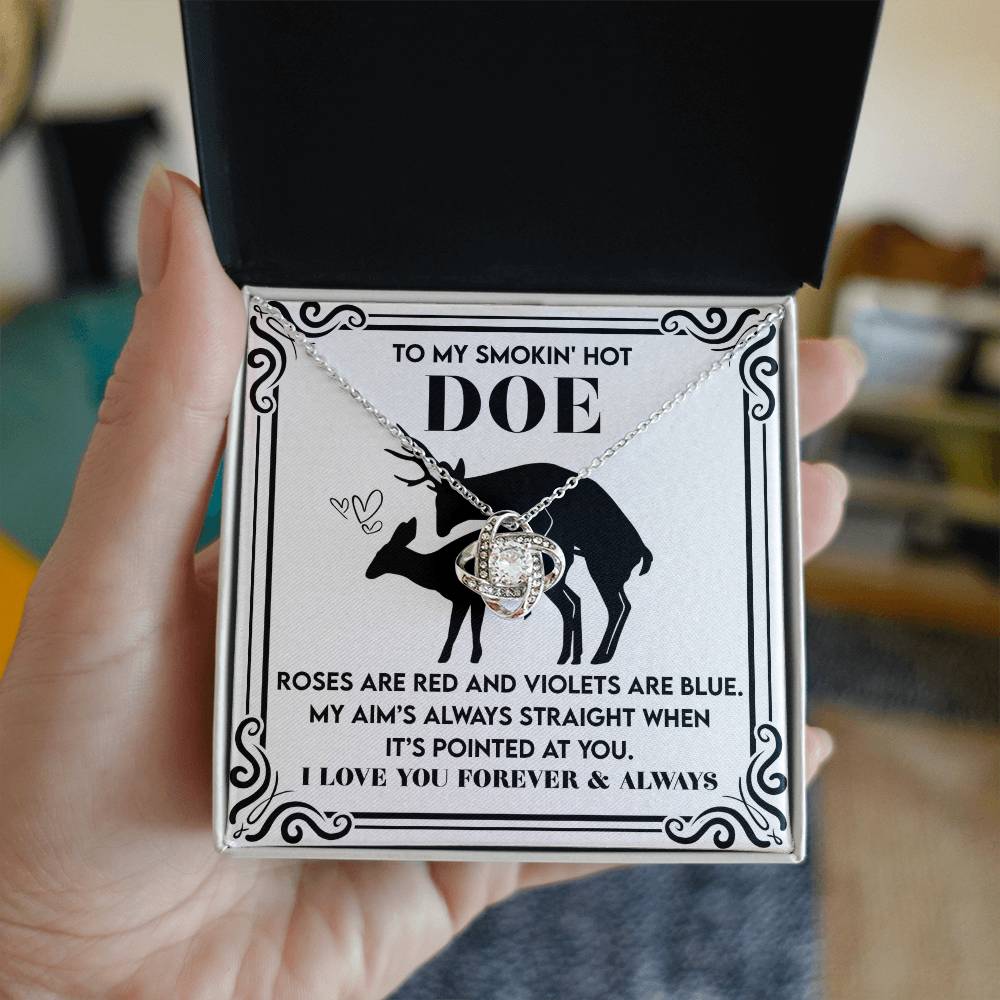 TO MY SMOKIN' HOT
DOE
ROSES ARE RED AND VIOLETS ARE BLUE.
MY AIM'S ALWAYS STRAIGHT WHEN
IT'S POINTED AT YOU.
I LOVE YOU FOREVER & ALWAYS